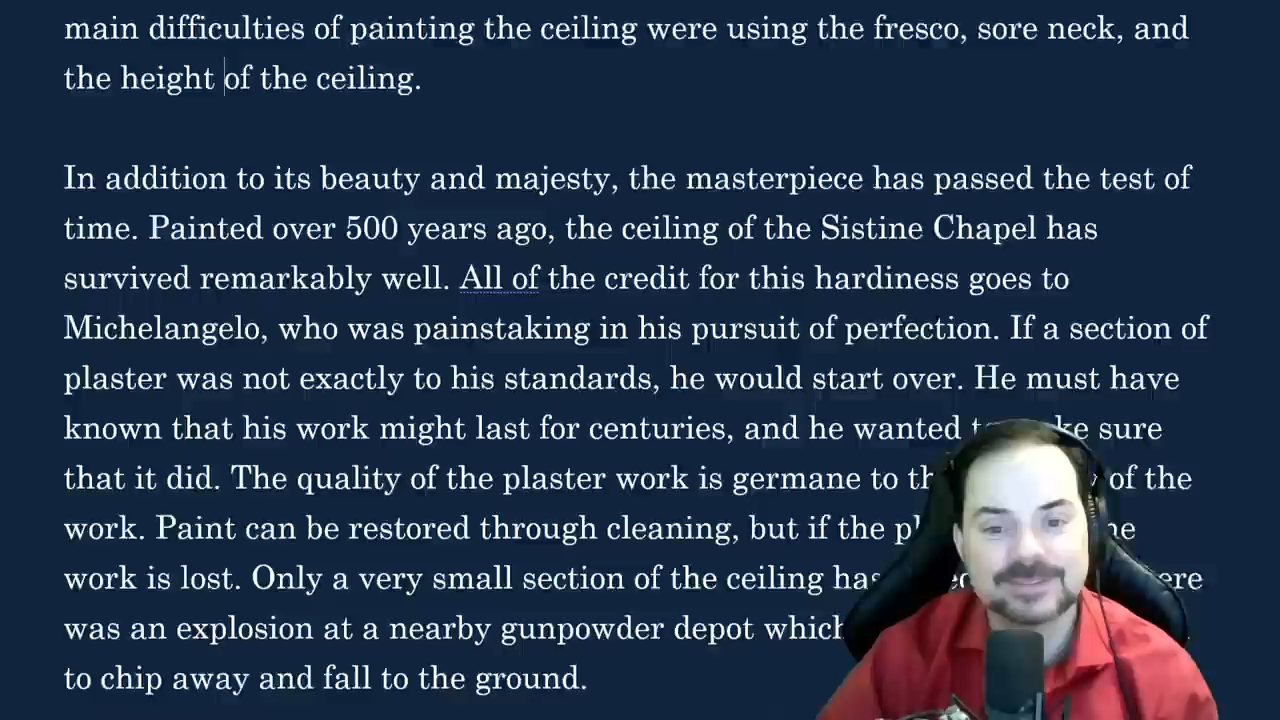 main difficulties of painting the ceiling were using the fresco, sore neck, and
the height of the ceiling.
In addition to its beauty and majesty, the masterpiece has passed the test of
time. Painted over 500 years ago, the ceiling of the Sistine Chapel has
survived remarkably well. All of the credit for this hardiness goes to
Michelangelo, who was painstaking in his pursuit of perfection. If a section of
plaster was not exactly to his standards, he would start over. He must have
known that his work might last for centuries, and he wanted sure
that it did. The quality of the plaster work is germane to of the
work. Paint can be restored through cleaning, but if the
work is lost. Only a very small section of the ceiling has
was an explosion at a nearby gunpowder depot which
to chip away and fall to the ground.